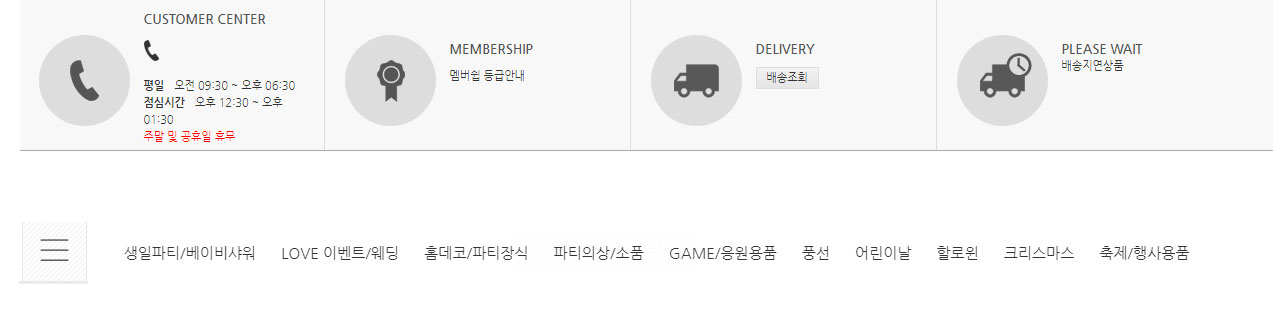 CUSTOMER CENTER
평일 오전 09:30 ~ 오후 06:30
점심시간 오후 12:30 ~ 오후
01:30
주말 및 공휴일 휴무
MEMBERSHIP
멤버쉽 등급안내
DELIVERY
배송조회
PLEASE WAIT
배송지연상품
생일파티/베이비샤워 LOVE 이벤트/웨딩 홈데코/파티장식 파티의상/소품 GAME/응원용품 풍선 어린이날 할로윈 크리스마스 축제/행사용품